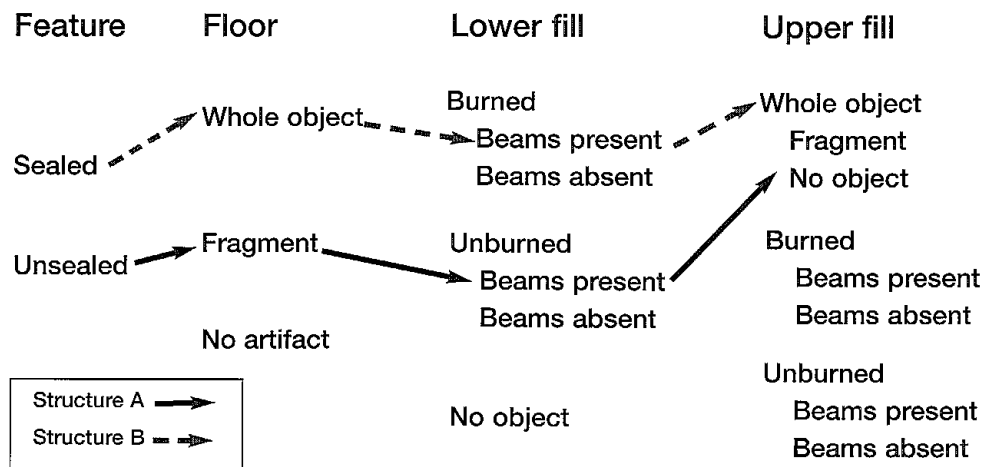 Feature Floor Lower fill Upper fill
Burned
Whole object
Whole object
Beams present
Fragment
Sealed
Beams absent
No object
Fragment
Unburned
Burned
Unsealed
Beams present
Beams present
Beams absent
Beams absent
No artifact
Unburned
Structure A
No object
Beams present
Structure B
Beams absent